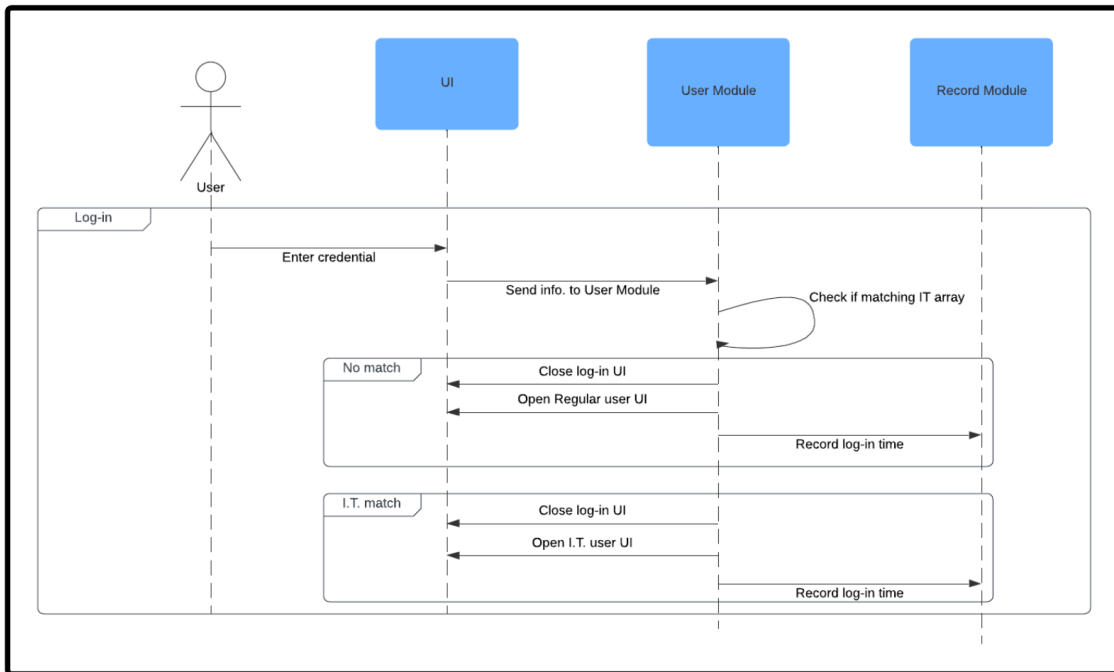 UI
User Module
Record Module
User
Log-in
Enter credential
Send info. to User Module
Check if matching IT array
No match
Close log-in UI
Open Regular user UI
Record log-in time
I.T. match
Close log-in UI
Open I.T. user UI
Record log-in time